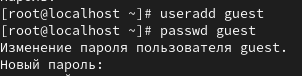 [root@localhost ~]# useradd guest
[root@localhost ~]# passwd guest
Изменение пароля пользователя guest.
Новый пароль: